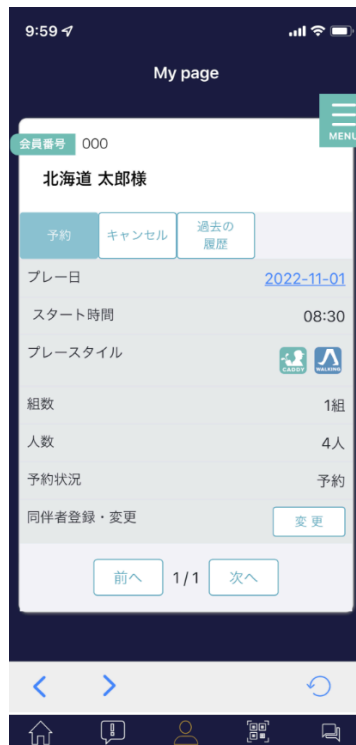 9:59
My page
MENU
会員番号 000
北海道 太郎様
予約 キャンセル 過去の
履歴
プレー日 2022-11-01
スタート時間 08:30
プレースタイル CADDY WALKING
組数 1組
人数 4人
予約状況 予約
同伴者登録・変更 変更
前へ 1/1 次へ